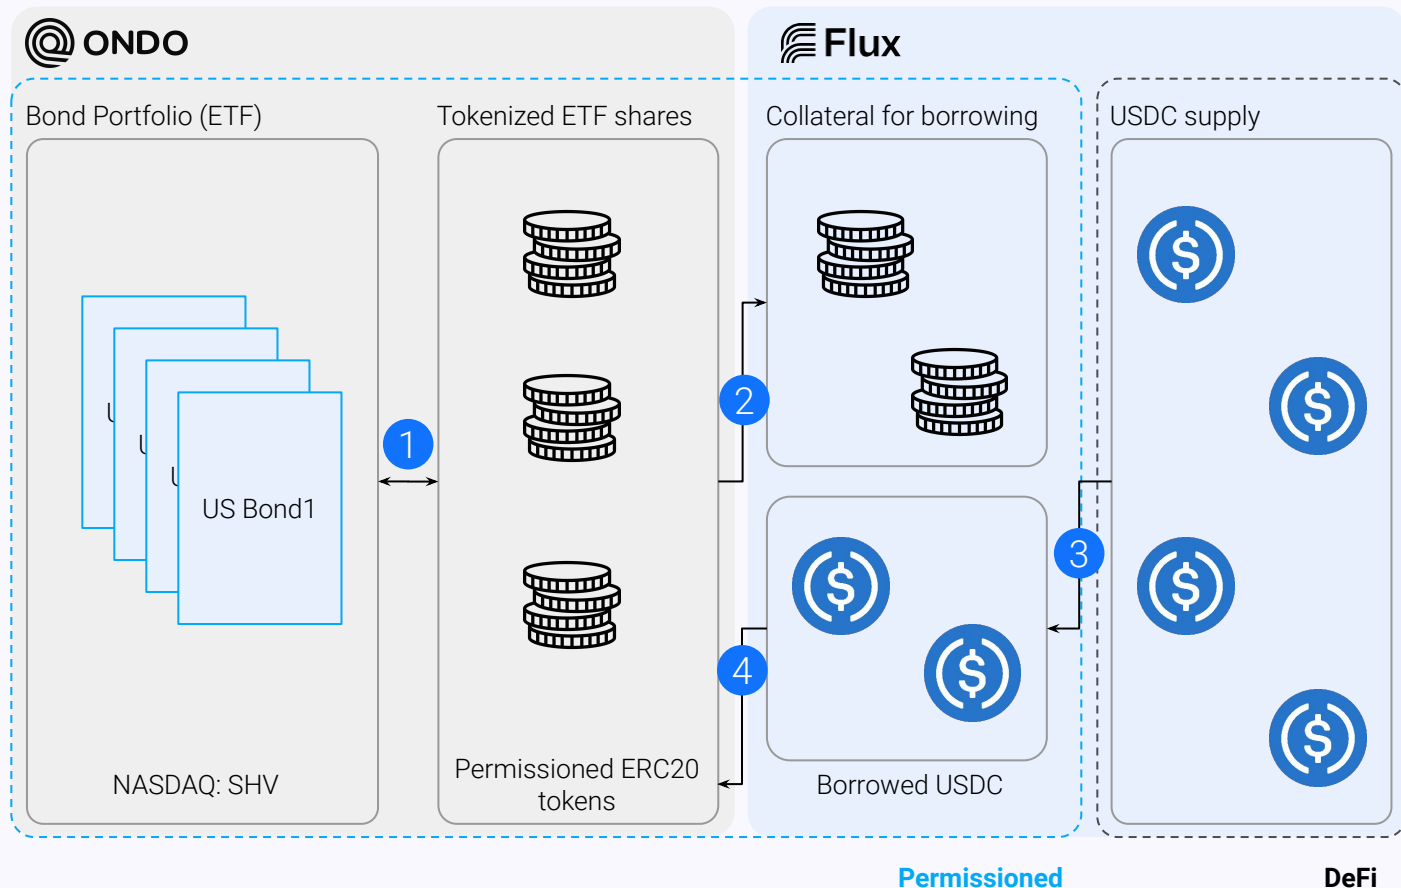 ONDO
Flux
Bond Portfolio (ETF)
Tokenized ETF shares
Collateral for borrowing
USDC supply
1
2
3
4
US Bond1
NASDAQ: SHV
Permissioned ERC20
tokens
Borrowed USDC
Permissioned
DeFi